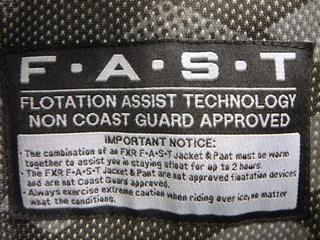 F·A·S·T
FLOTATION ASSIST TECHNOLOGY
NON COAST GUARD APPROVED
IMPORTANT NOTICE:
• The combination of an FXR F·A·S·T Jacket & Pant must be worn
together to assist you in staying afloat for up to 2 hours.
• The FXR F·A·S·T Jacket & Pant are not approved floatation devices
and are not Coast Guard approved.
• Always exercise extreme caution when riding over ice, no matter
what the conditions.